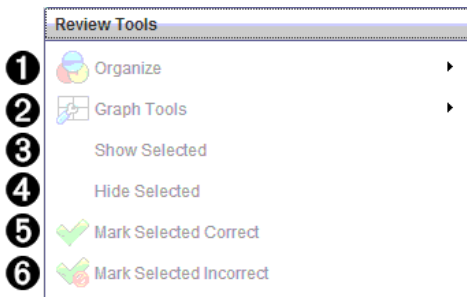 Review Tools
1 Organize
2 Graph Tools
3 Show Selected
4 Hide Selected
5 Mark Selected Correct
6 Mark Selected Incorrect